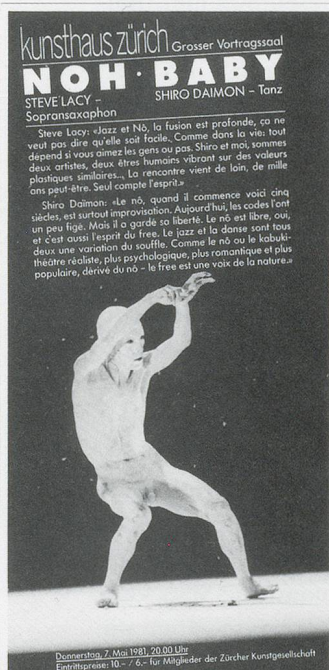 kunsthaus zürich Grosser Vortragssaal
NOH · BABY
STEVE LACY – SHIRO DAIMON – Tanz
Sopransaxophon
Steve Lacy: «Jazz et Nô, la fusion est profonde, ça ne
veut pas dire qu'elle soit facile, Comme dans la vie: tout
dépend si vous aimez les gens ou pas. Shiro et moi, sommes
deux artistes, deux êtres humains vibrant sur des valeurs
plastiques similaires..., La rencontre vient de loin, de mille
ans peut-être. Seul compte l'esprit.»
Shiro Daïmon: «Le nô, quand il commence voici cinq
siècles, est surtout improvisation. Aujourd'hui, les codes l'ont
un peu figé. Mais il a gardé sa liberté. Le nô est libre, oui,
et c'est aussi l'esprit du free. Le jazz et la danse sont tous
deux une variation du souffle. Comme le nô ou le kabuki-
théâtre réaliste, plus psychologique, plus romantique et plus
populaire, dérivé du nô – le free est une voix de la nature.»
Donnerstag, 7. Mai 1981, 20.00 Uhr
Eintrittspreise: 10.– / 6.– für Mitglieder der Zürcher Kunstgesellschaft